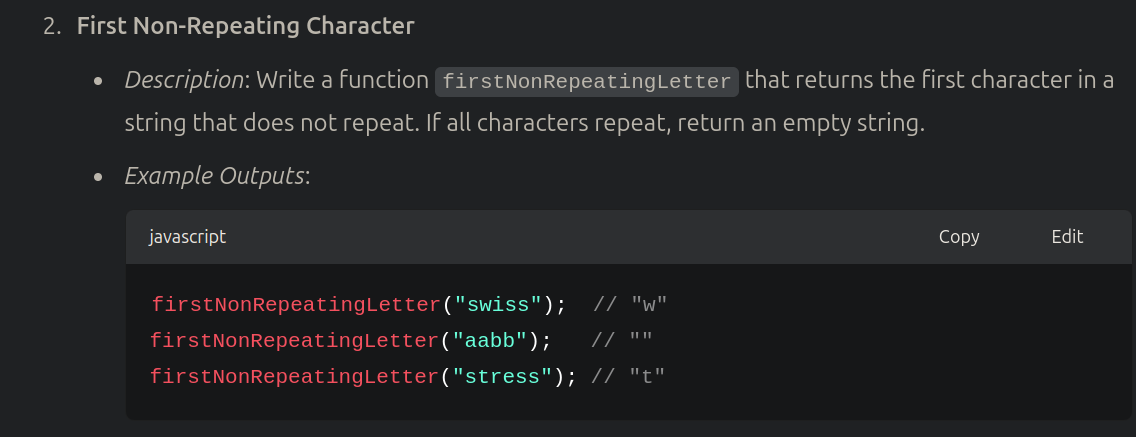 2. First Non-Repeating Character
• Description: Write a function firstNonRepeatingLetter that returns the first character in a
string that does not repeat. If all characters repeat, return an empty string.
• Example Outputs:
javascript Copy Edit
firstNonRepeatingLetter("swiss");  // "w"
firstNonRepeatingLetter("aabb");   // ""
firstNonRepeatingLetter("stress"); // "t"